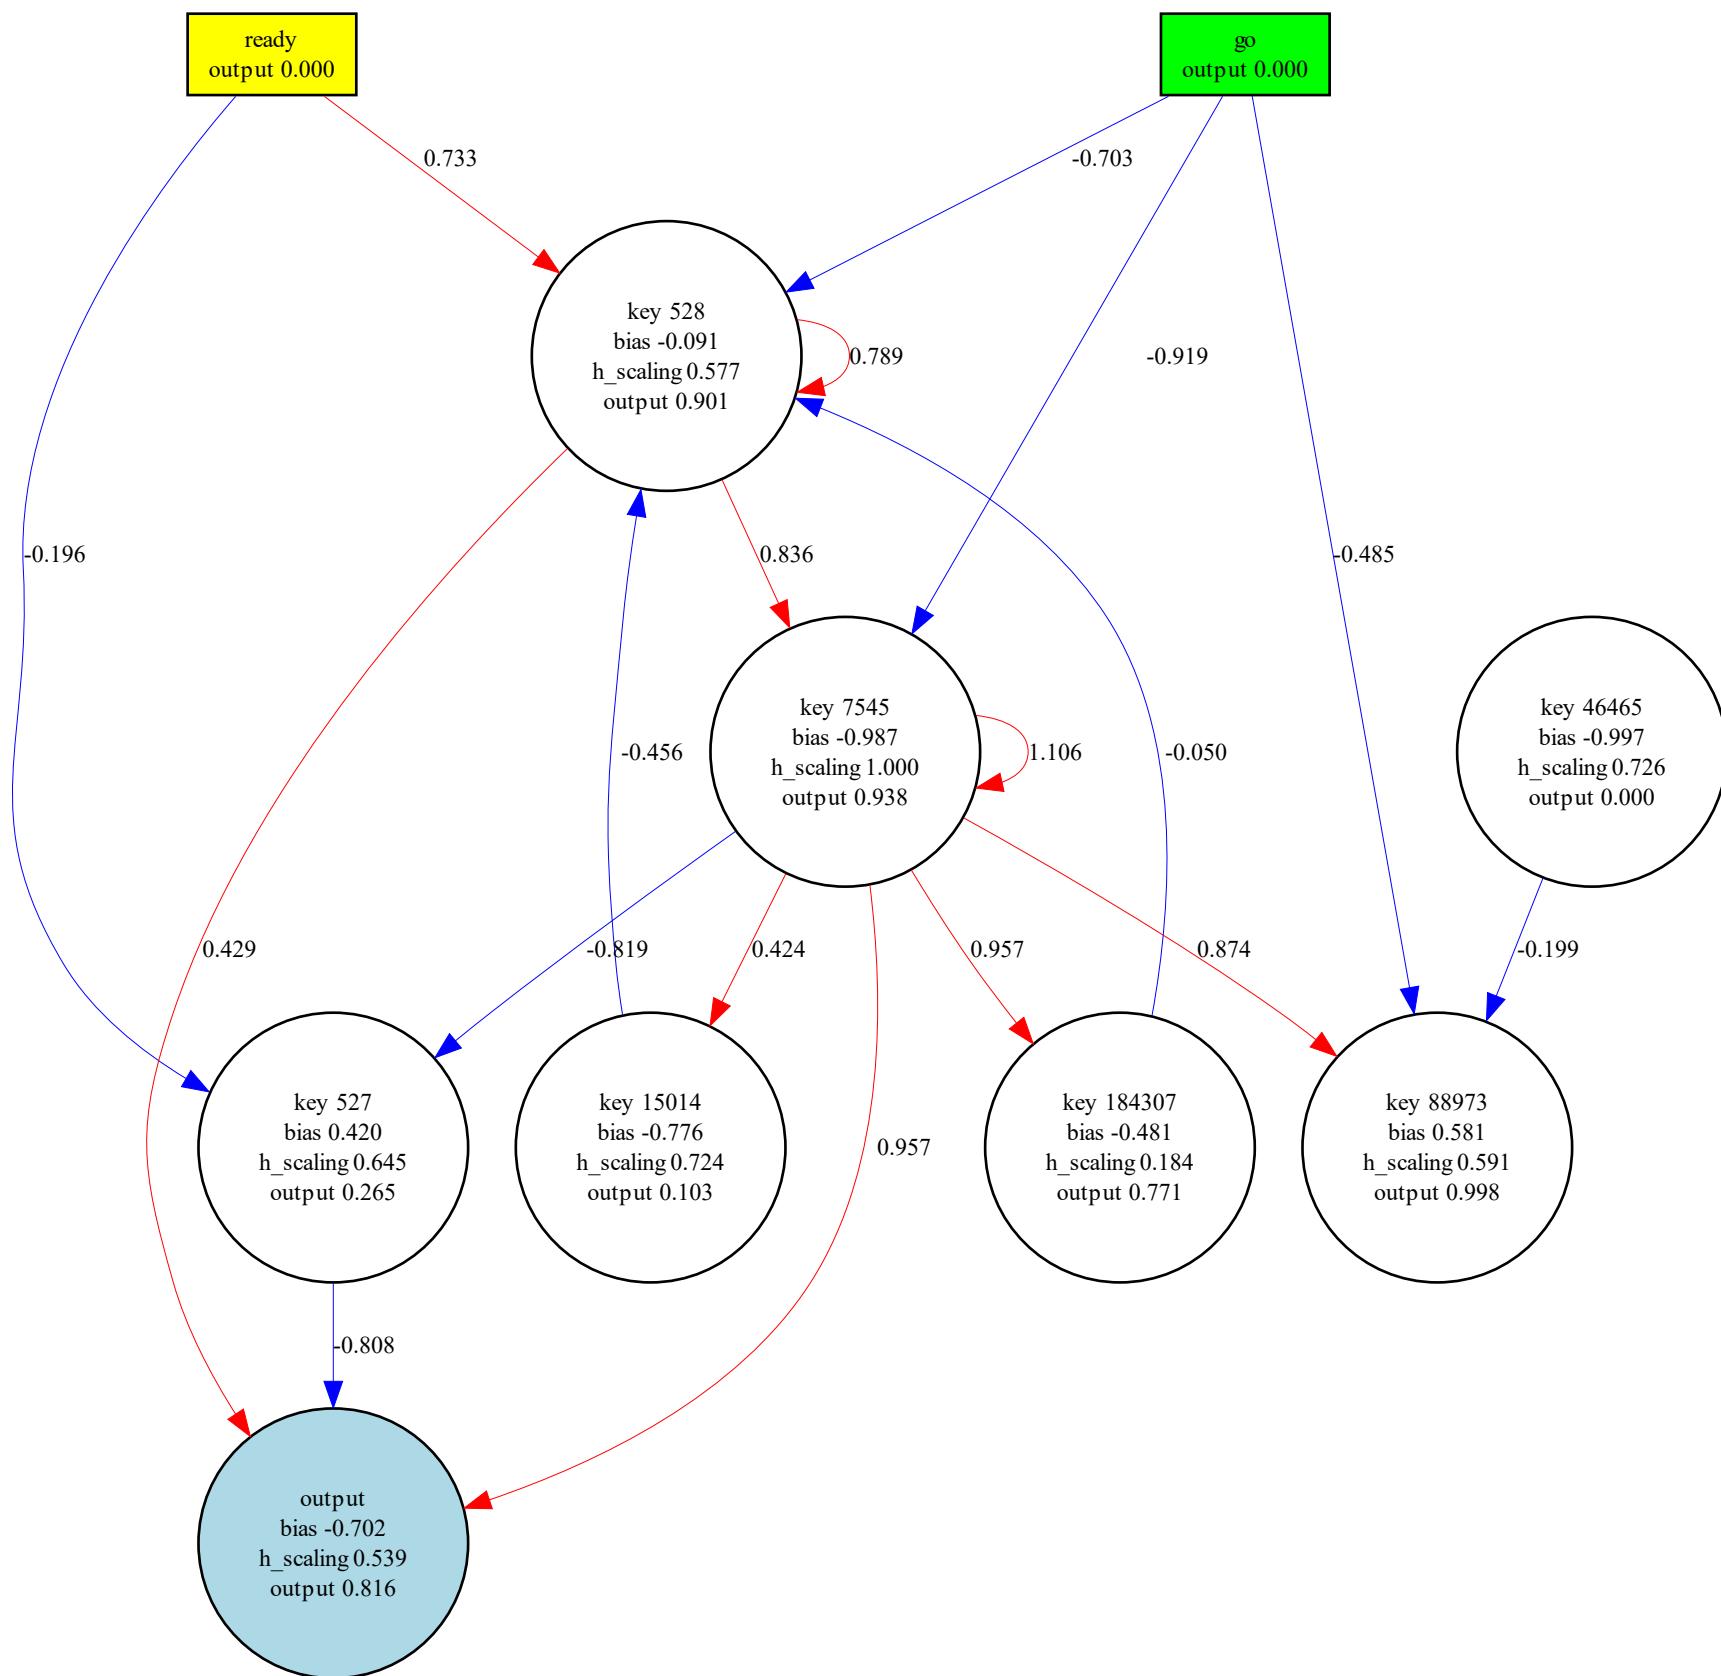 ready
output 0.000
go
output 0.000
0.733
-0.703
key 528
bias -0.091
h_scaling 0.577
output 0.901
0.789
-0.919
-0.196
0.836
-0.485
key 7545
bias -0.987
h_scaling 1.000
output 0.938
1.106
-0.456
-0.050
key 46465
bias -0.997
h_scaling 0.726
output 0.000
0.429
-0.819
0.424
0.957
0.874
-0.199
key 527
bias 0.420
h_scaling 0.645
output 0.265
key 15014
bias -0.776
h_scaling 0.724
output 0.103
0.957
key 184307
bias -0.481
h_scaling 0.184
output 0.771
key 88973
bias 0.581
h_scaling 0.591
output 0.998
-0.808
output
bias -0.702
h_scaling 0.539
output 0.816